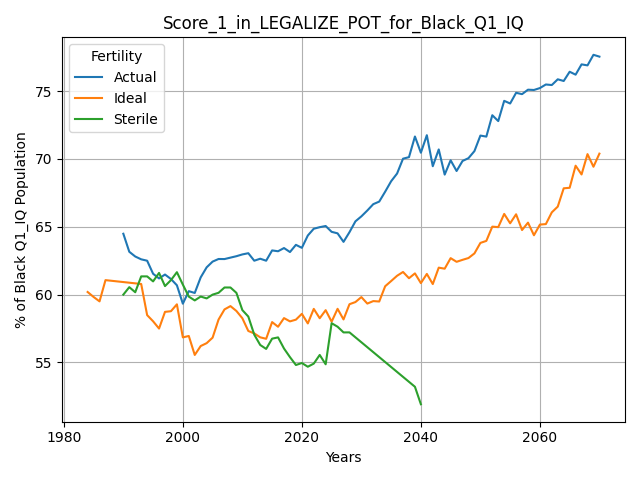 Score_1_in_LEGALIZE_POT_for_Black_Q1_IQ
Fertility
Actual
Ideal
Sterile
% of Black Q1_IQ Population
75
70
65
60
55
1980
2000
2020
2040
2060
Years